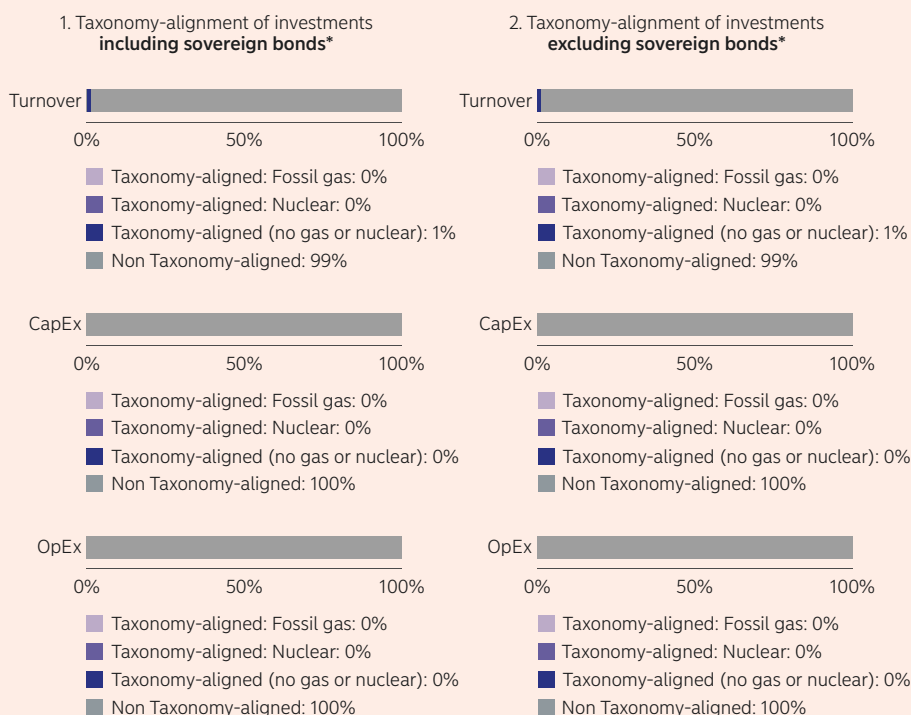 1. Taxonomy-alignment of investments
including sovereign bonds*
Turnover
0% 50% 100%
Taxonomy-aligned: Fossil gas: 0%
Taxonomy-aligned: Nuclear: 0%
Taxonomy-aligned (no gas or nuclear): 1%
Non Taxonomy-aligned: 99%
CapEx
0% 50% 100%
Taxonomy-aligned: Fossil gas: 0%
Taxonomy-aligned: Nuclear: 0%
Taxonomy-aligned (no gas or nuclear): 0%
Non Taxonomy-aligned: 100%
OpEx
0% 50% 100%
Taxonomy-aligned: Fossil gas: 0%
Taxonomy-aligned: Nuclear: 0%
Taxonomy-aligned (no gas or nuclear): 0%
Non Taxonomy-aligned: 100%
2. Taxonomy-alignment of investments
excluding sovereign bonds*
Turnover
0% 50% 100%
Taxonomy-aligned: Fossil gas: 0%
Taxonomy-aligned: Nuclear: 0%
Taxonomy-aligned (no gas or nuclear): 1%
Non Taxonomy-aligned: 99%
CapEx
0% 50% 100%
Taxonomy-aligned: Fossil gas: 0%
Taxonomy-aligned: Nuclear: 0%
Taxonomy-aligned (no gas or nuclear): 0%
Non Taxonomy-aligned: 100%
OpEx
0% 50% 100%
Taxonomy-aligned: Fossil gas: 0%
Taxonomy-aligned: Nuclear: 0%
Taxonomy-aligned (no gas or nuclear): 0%
Non Taxonomy-aligned: 100%